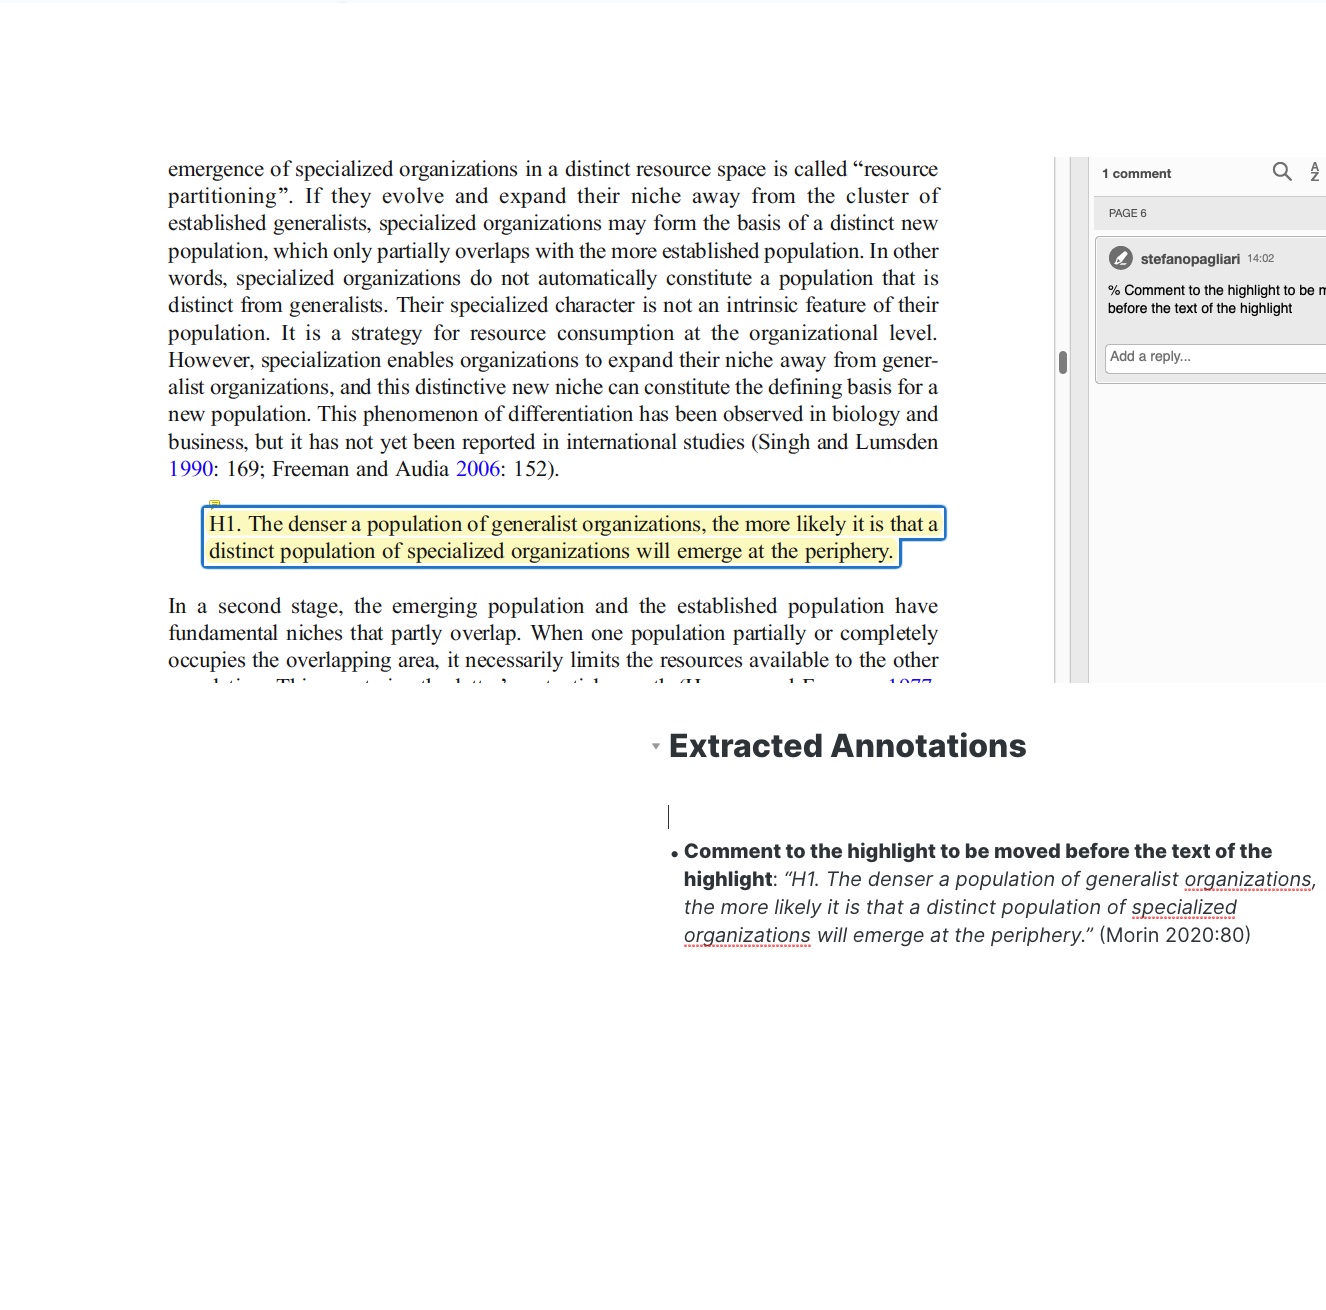 emergence of specialized organizations in a distinct resource space is called “resource
partitioning”. If they evolve and expand their niche away from the cluster of
established generalists, specialized organizations may form the basis of a distinct new
population, which only partially overlaps with the more established population. In other
words, specialized organizations do not automatically constitute a population that is
distinct from generalists. Their specialized character is not an intrinsic feature of their
population. It is a strategy for resource consumption at the organizational level.
However, specialization enables organizations to expand their niche away from gener-
alist organizations, and this distinctive new niche can constitute the defining basis for a
new population. This phenomenon of differentiation has been observed in biology and
business, but it has not yet been reported in international studies (Singh and Lumsden
1990: 169; Freeman and Audia 2006: 152).
H1. The denser a population of generalist organizations, the more likely it is that a
distinct population of specialized organizations will emerge at the periphery.
In a second stage, the emerging population and the established population have
fundamental niches that partly overlap. When one population partially or completely
occupies the overlapping area, it necessarily limits the resources available to the other
1 comment
A
Z
PAGE 6
stefanopagliari 14:02
% Comment to the highlight to be
before the text of the highlight
Add a reply...
Extracted Annotations
• Comment to the highlight to be moved before the text of the
highlight: “H1. The denser a population of generalist organizations,
the more likely it is that a distinct population of specialized
organizations will emerge at the periphery.” (Morin 2020:80)